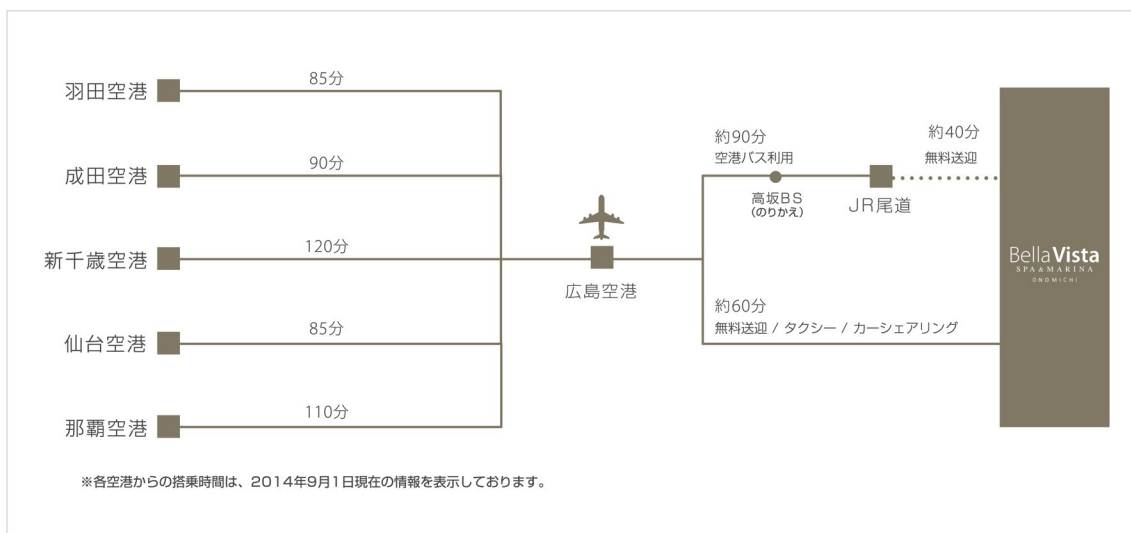 羽田空港
85分
成田空港
90分
新千歳空港
120分
仙台空港
85分
那覇空港
110分
広島空港
約90分
空港バス利用
高坂BS
(のりかえ)
JR尾道
約40分
無料送迎
約60分
無料送迎 / タクシー / カーシェアリング
BellaVista
SPA&MARINA
ONOMICHI
※各空港からの搭乗時間は、2014年9月1日現在の情報を表示しております。